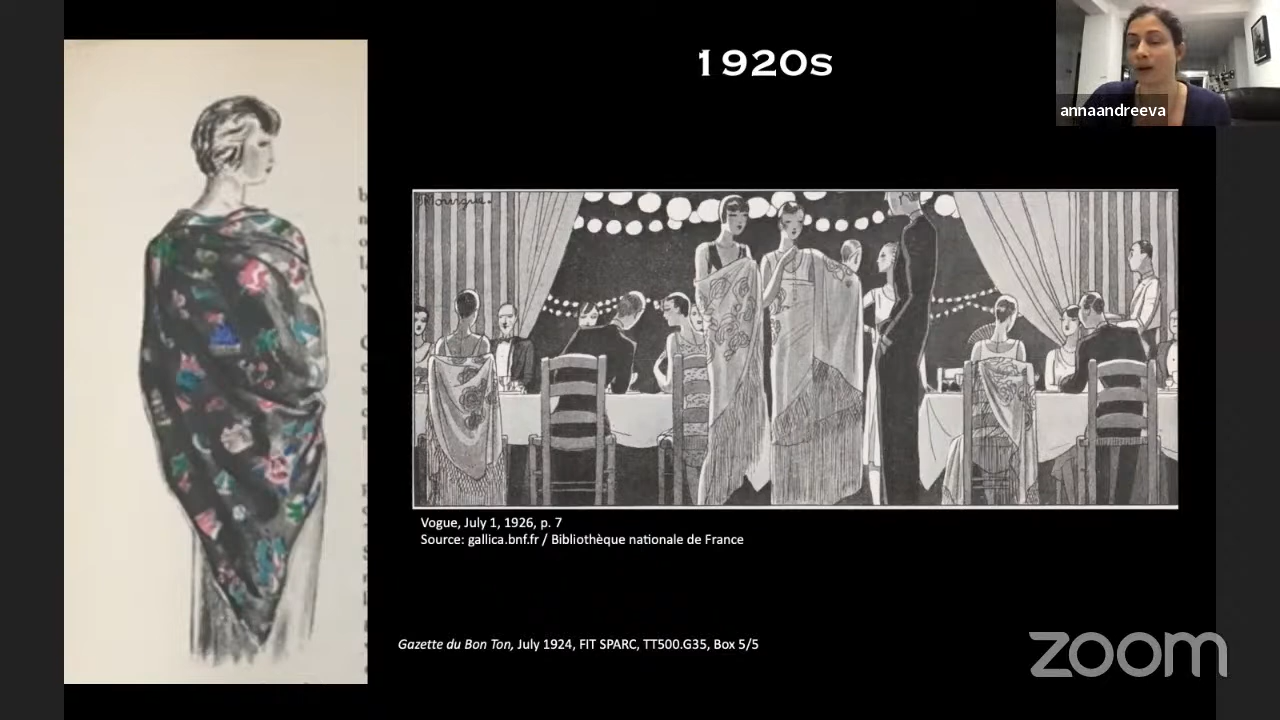 1920s
annaandreeva
Vogue, July 1, 1926, p. 7
Source: gallica.bnf.fr / Bibliothèque nationale de France
Gazette du Bon Ton, July 1924, FIT SPARC, TT500.G35, Box 5/5
zoom